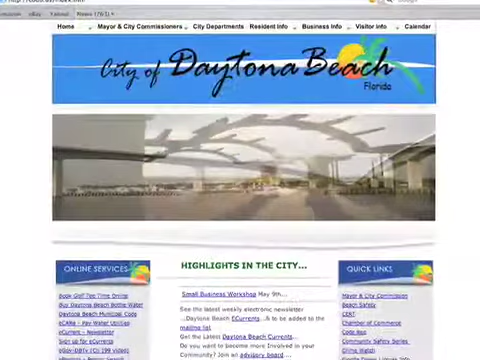 Home
Mayor & City Commissioners
City Departments
Resident Info
Business Info
Visitor info
Calendar
City of Daytona Beach
Florida
ONLINE SERVICES
Book Golf Tee Time Online
Buy Daytona Beach Bottle Water
Daytona Beach Municipal Code
eCARe - Pay Water Utilities
eCurrent - Newsletter
Sign up for eCurrents
HIGHLIGHTS IN THE CITY...
Small Business Workshop May 9th...
See the latest weekly electronic newsletter
...Daytona Beach ECurrents...& to be added to the
mailing list
Get the Latest Daytona Beach Currents...
Do you want to become more Involved in your
Community? Join an advisory board...
QUICK LINKS
Mayor & City Commission
Beach Safety
CERT
Chamber of Commerce
Code Red
Community Safety Series
Crime Watch